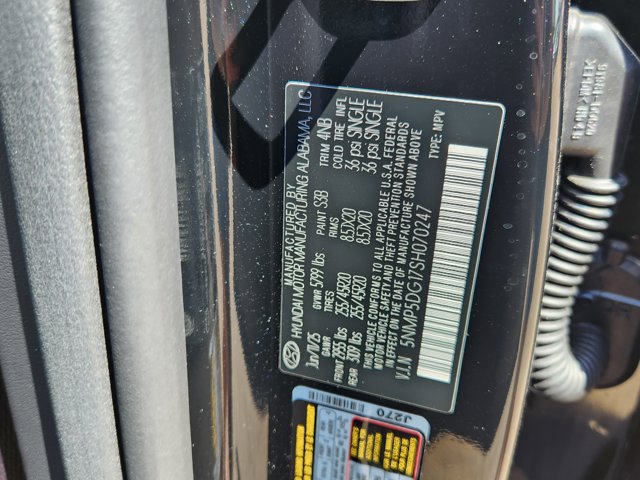 MANUFACTURED BY
HYUNDAI MOTOR MANUFACTURING ALABAMA, LLC
Jun/17/25 PAINT S3B TRIM 4NB
GAWR GVWR 5799 lbs TIRES RIMS COLD TIRE INFL
FRONT 2955 lbs 255/45R20 8.5JX20 36 psi SINGLE
REAR 3009 lbs 255/45R20 8.5JX20 36 psi SINGLE
THIS VEHICLE CONFORMS TO ALL APPLICABLE U.S.A. FEDERAL
MOTOR VEHICLE SAFETY AND THEFT PREVENTION STANDARDS
IN EFFECT ON THE DATE OF MANUFACTURE SHOWN ABOVE
V.I.N 5NMP5DG17SH070247 TYPE: MPV
J270